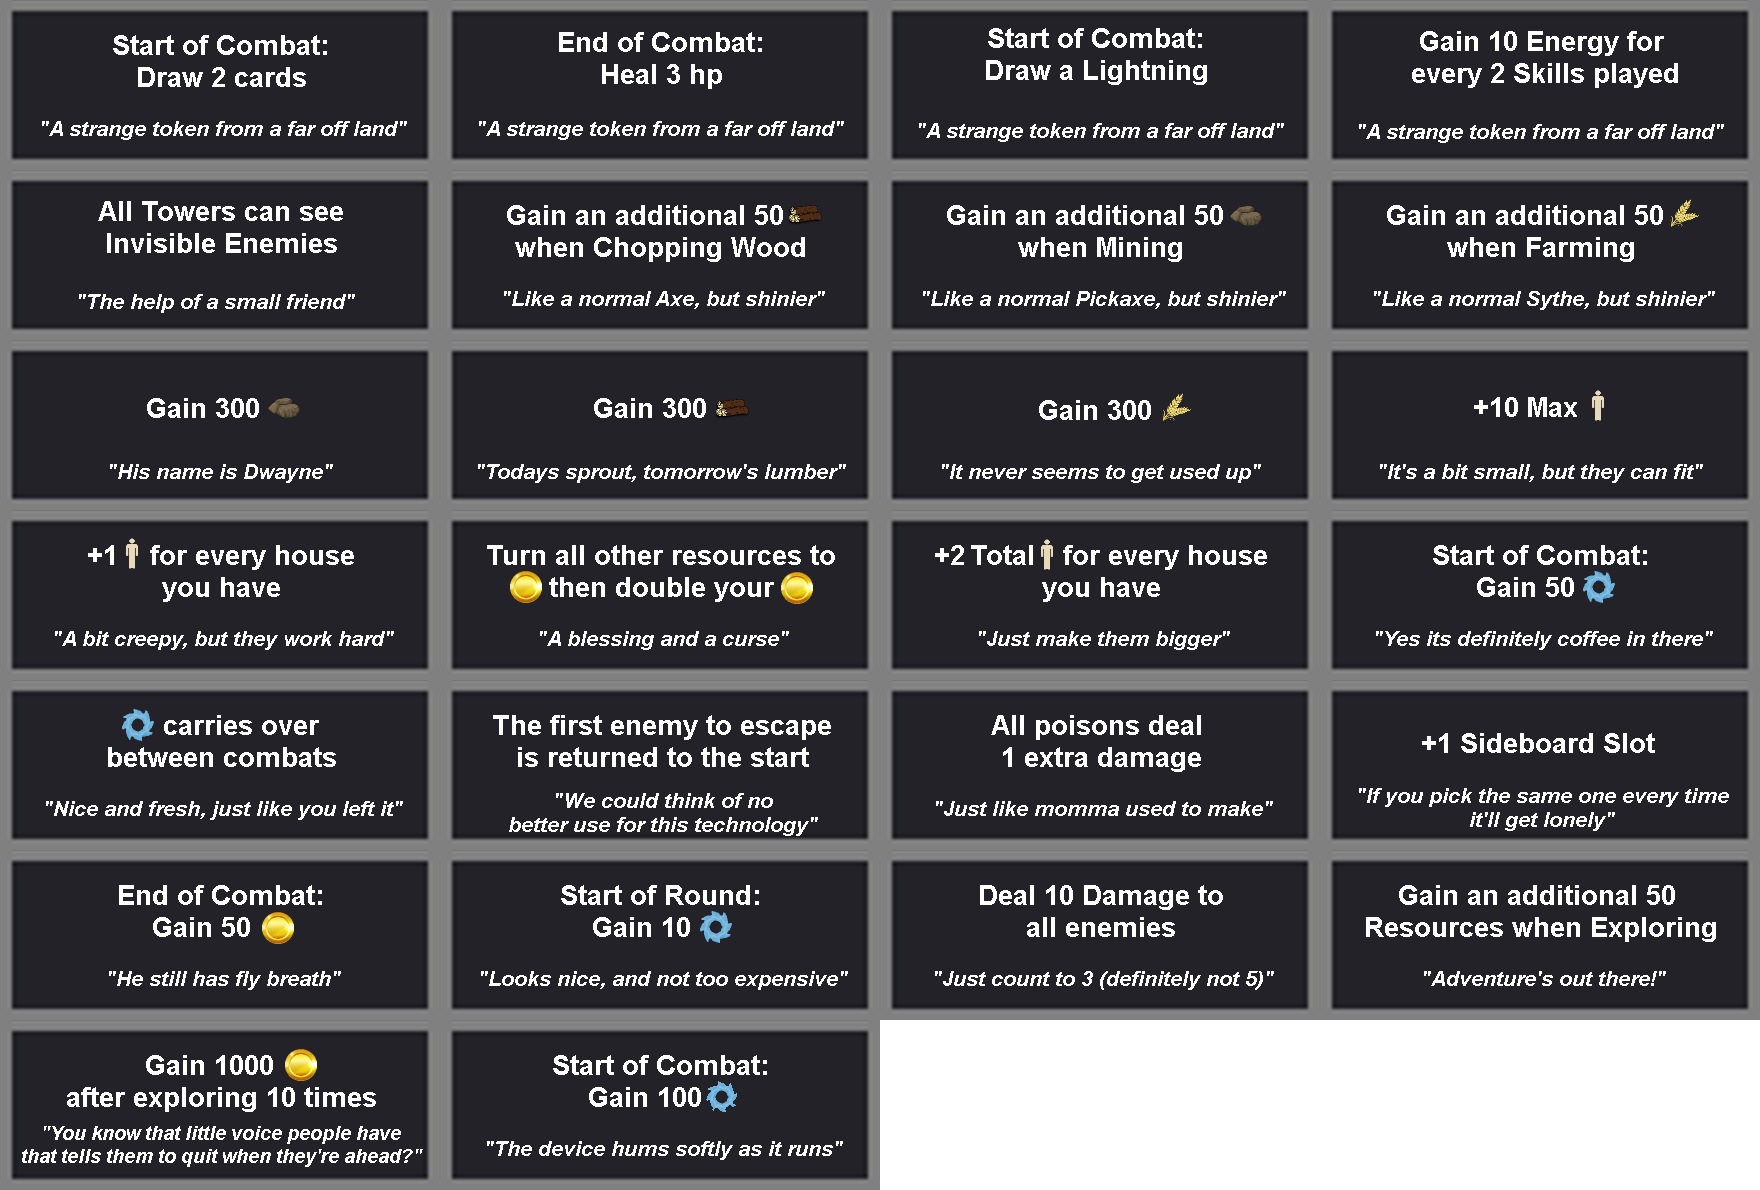 Start of Combat:
Draw 2 cards
"A strange token from a far off land"
End of Combat:
Heal 3 hp
"A strange token from a far off land"
Start of Combat:
Draw a Lightning
"A strange token from a far off land"
Gain 10 Energy for
every 2 Skills played
"A strange token from a far off land"
All Towers can see
Invisible Enemies
"The help of a small friend"
Gain an additional 50
when Chopping Wood
"Like a normal Axe, but shinier"
Gain an additional 50
when Mining
"Like a normal Pickaxe, but shinier"
Gain an additional 50
when Farming
"Like a normal Sythe, but shinier"
Gain 300
"His name is Dwayne"
Gain 300
"Todays sprout, tomorrow's lumber"
Gain 300
"It never seems to get used up"
+10 Max
"It's a bit small, but they can fit"
+1 for every house
you have
"A bit creepy, but they work hard"
Turn all other resources to
then double your
"A blessing and a curse"
+2 Total for every house
you have
"Just make them bigger"
Start of Combat:
Gain 50
"Yes its definitely coffee in there"
carries over
between combats
"Nice and fresh, just like you left it"
The first enemy to escape
is returned to the start
"We could think of no
better use for this technology"
All poisons deal
1 extra damage
"Just like momma used to make"
+1 Sideboard Slot
"If you pick the same one every time
it'll get lonely"
End of Combat:
Gain 50
"He still has fly breath"
Start of Round:
Gain 10
"Looks nice, and not too expensive"
Deal 10 Damage to
all enemies
"Just count to 3 (definitely not 5)"
Gain an additional 50
Resources when Exploring
"Adventure's out there!"
Gain 1000
after exploring 10 times
"You know that little voice people have
that tells them to quit when they're ahead?"
Start of Combat:
Gain 100
"The device hums softly as it runs"